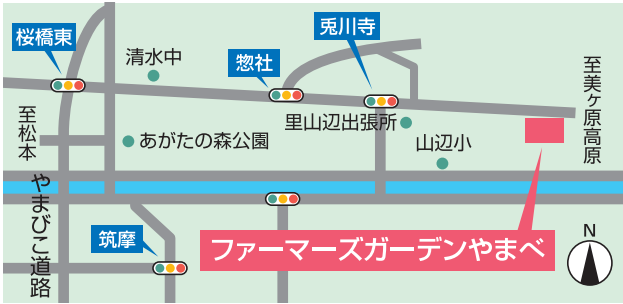 桜橋東
清水中
兎川寺
惣社
至美ヶ原高原
至松本
あがたの森公園
里山辺出張所
山辺小
やまびこ道路
筑摩
ファーマーズガーデンやまべ
N